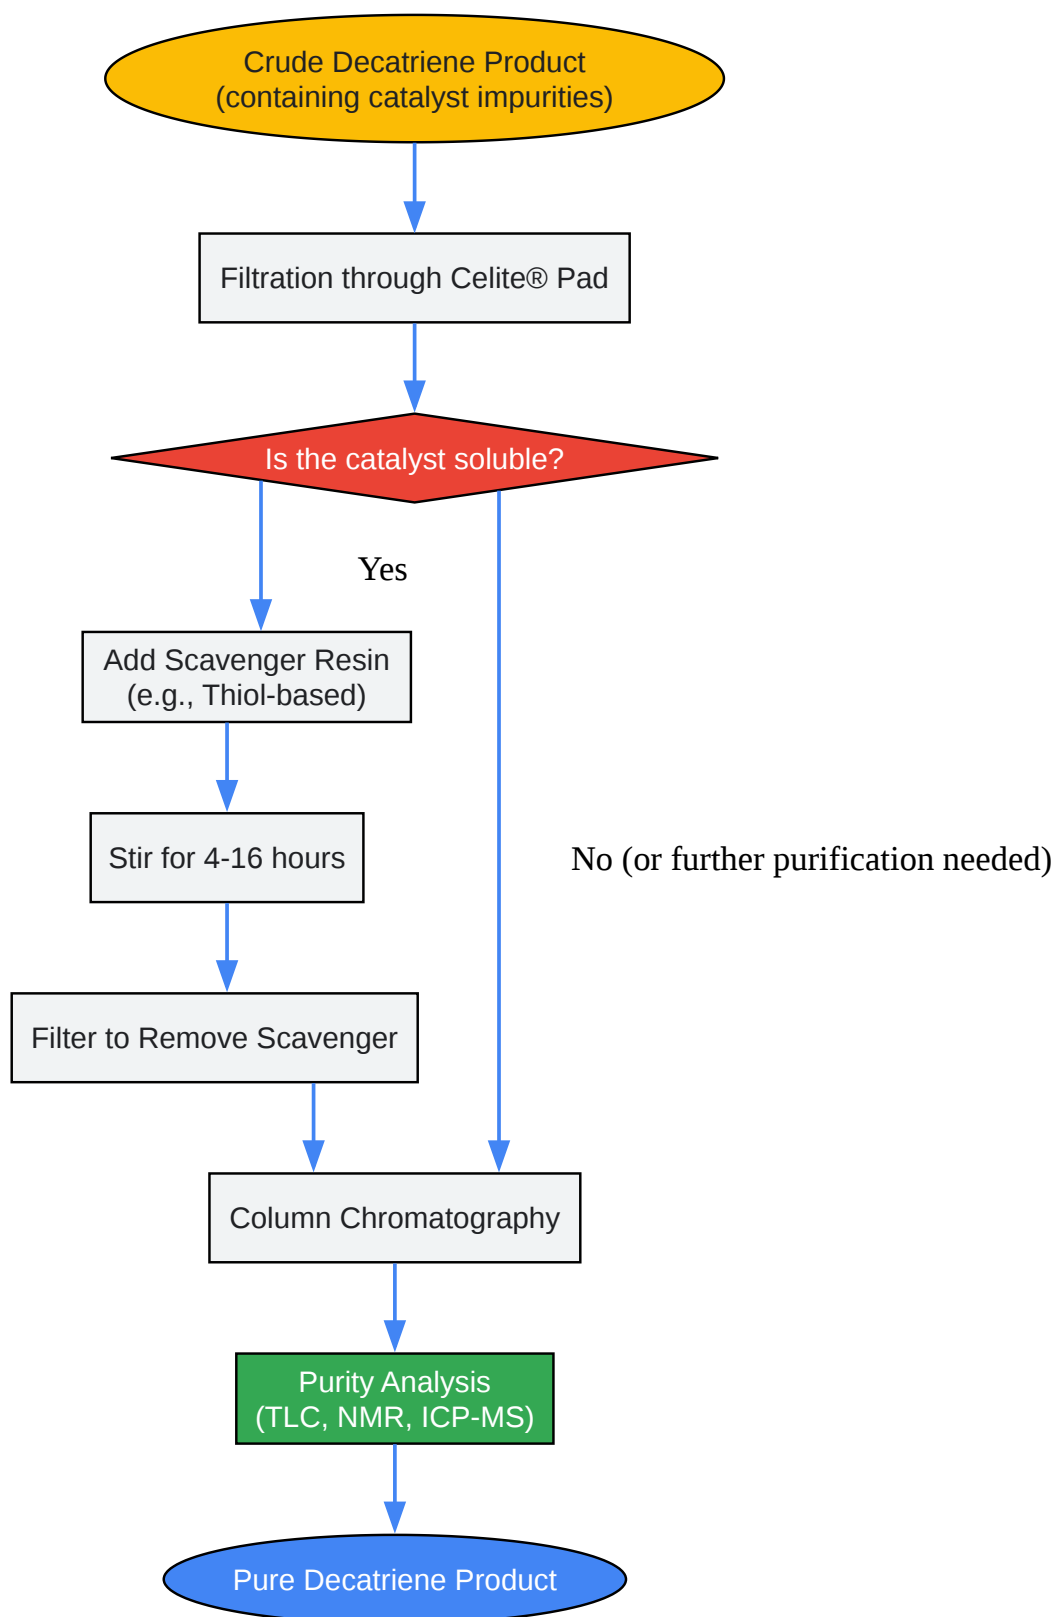 Crude Decatriene Product
(containing catalyst impurities)
Filtration through Celite® Pad
Is the catalyst soluble?
Yes
Add Scavenger Resin
(e.g., Thiol-based)
Stir for 4-16 hours
No (or further purification needed)
Filter to Remove Scavenger
Column Chromatography
Purity Analysis
(TLC, NMR, ICP-MS)
Pure Decatriene Product